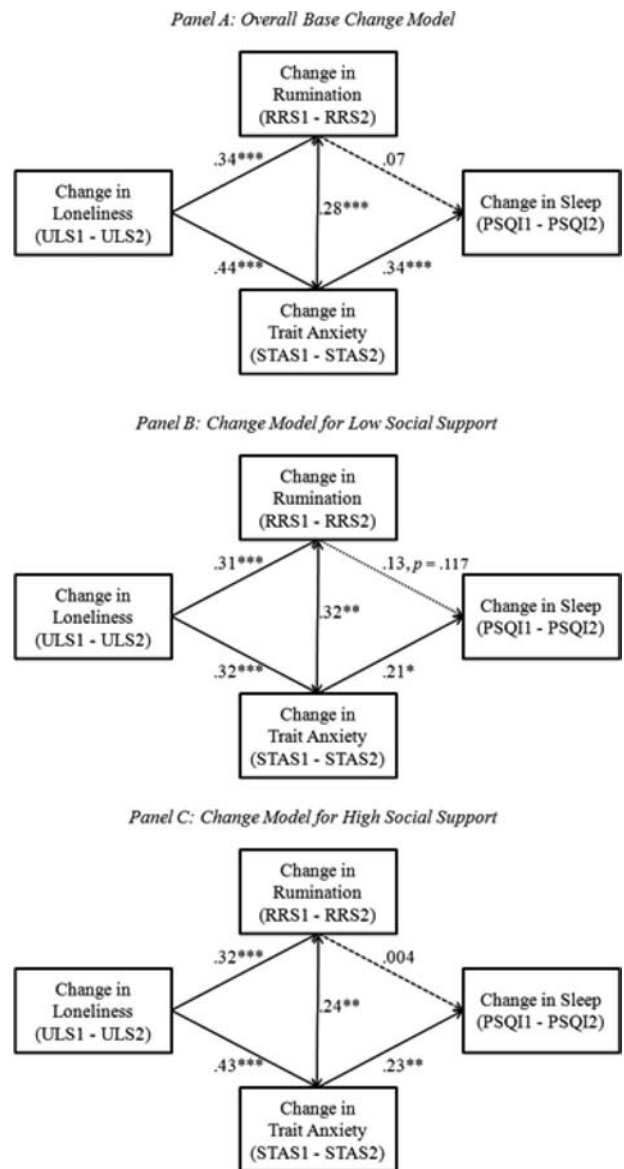 Panel A: Overall Base Change Model
Change in
Rumination
(RRS1 - RRS2)
.34***
.07
Change in
Loneliness
(ULS1 - ULS2)
.28***
Change in Sleep
(PSQI1 - PSQI2)
.44***
.34***
Change in
Trait Anxiety
(STAS1 - STAS2)
Panel B: Change Model for Low Social Support
Change in
Rumination
(RRS1 - RRS2)
.31***
.13, p = .117
Change in
Loneliness
(ULS1 - ULS2)
.32**
Change in Sleep
(PSQI1 - PSQI2)
.32***
.21*
Change in
Trait Anxiety
(STAS1 - STAS2)
Panel C: Change Model for High Social Support
Change in
Rumination
(RRS1 - RRS2)
.32***
.004
Change in
Loneliness
(ULS1 - ULS2)
.24**
Change in Sleep
(PSQI1 - PSQI2)
.43***
.23**
Change in
Trait Anxiety
(STAS1 - STAS2)